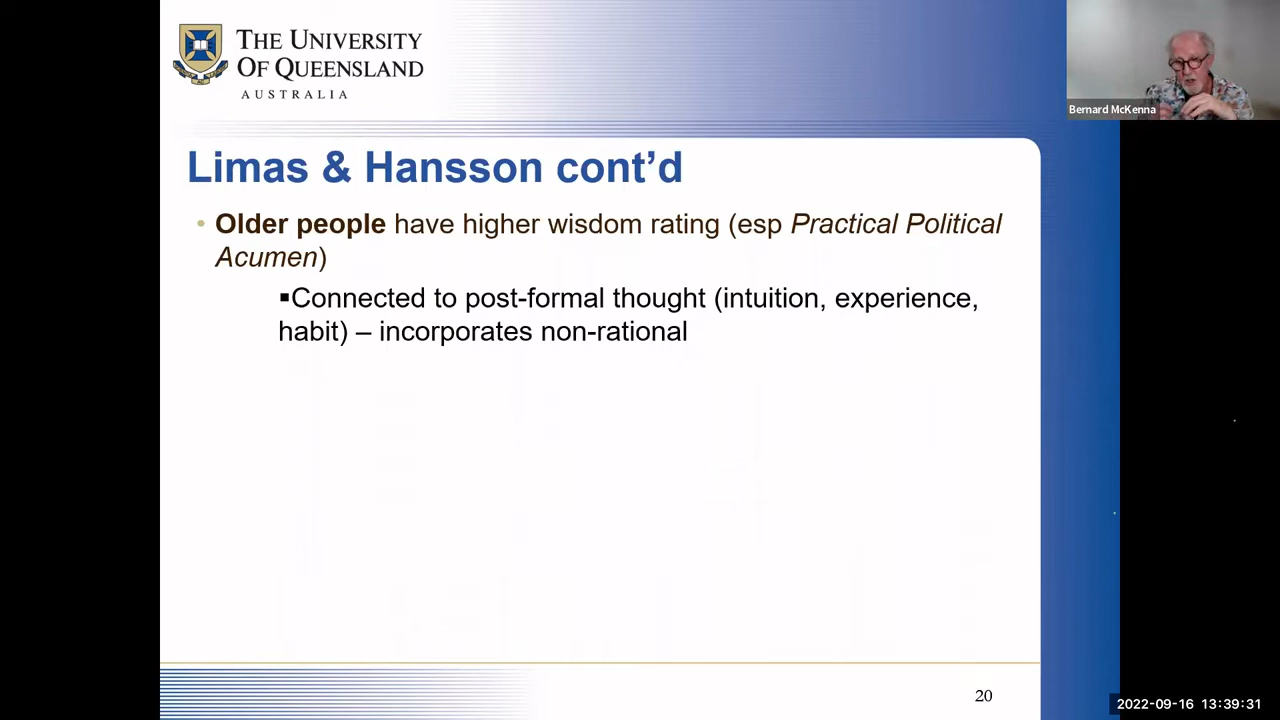 THE UNIVERSITY
OF QUEENSLAND
AUSTRALIA
Bernard McKenna
Limas & Hansson cont’d
• Older people have higher wisdom rating (esp Practical Political
Acumen)
▪Connected to post-formal thought (intuition, experience,
habit) – incorporates non-rational
20
2022-09-16 13:39:31